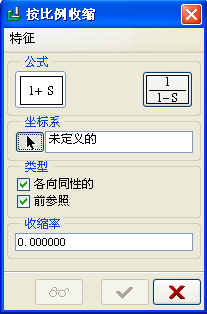 按比例收缩
特征
公式
1+ S
1
1-S
坐标系
未定义的
类型
各向同性的
前参照
收缩率
0.000000